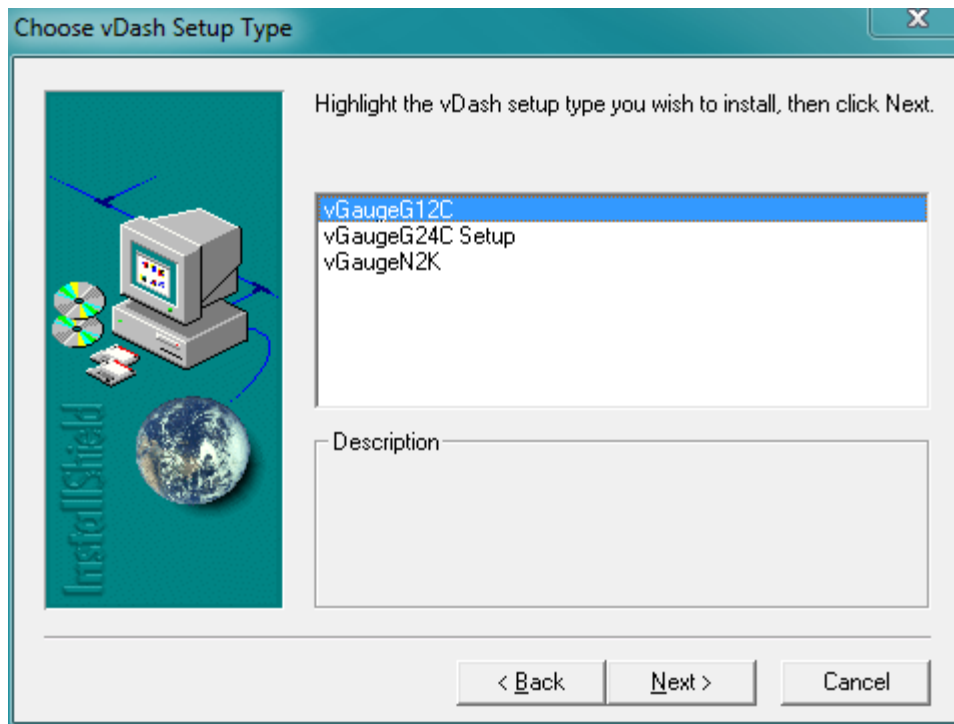 Choose vDash Setup Type
Highlight the vDash setup type you wish to install, then click Next.
vGaugeG12C
vGaugeG24C Setup
vGaugeN2K
Description
InstallShield
< Back
Next >
Cancel